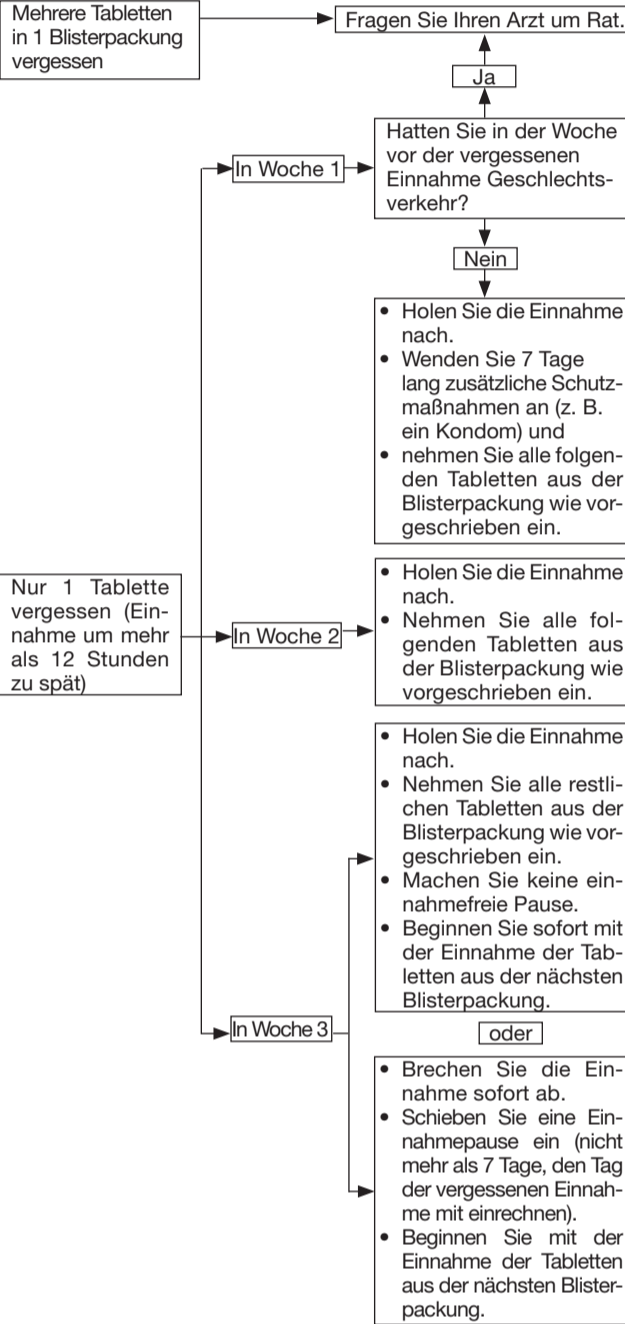 Mehrere Tabletten
in 1 Blisterpackung
vergessen
Fragen Sie Ihren Arzt um Rat.
Ja
Hatten Sie in der Woche
vor der vergessenen
Einnahme Geschlechts-
verkehr?
In Woche 1
Nein
• Holen Sie die Einnahme
nach.
• Wenden Sie 7 Tage
lang zusätzliche Schutz-
maßnahmen an (z. B.
ein Kondom) und
• nehmen Sie alle folgen-
den Tabletten aus der
Blisterpackung wie vor-
geschrieben ein.
Nur 1 Tablette
vergessen (Ein-
nahme um mehr
als 12 Stunden
zu spät)
In Woche 2
• Holen Sie die Einnahme
nach.
• Nehmen Sie alle fol-
genden Tabletten aus
der Blisterpackung wie
vorgeschrieben ein.
In Woche 3
• Holen Sie die Einnahme
nach.
• Nehmen Sie alle restli-
chen Tabletten aus der
Blisterpackung wie vor-
geschrieben ein.
• Machen Sie keine ein-
nahmefreie Pause.
• Beginnen Sie sofort mit
der Einnahme der Tab-
letten aus der nächsten
Blisterpackung.
oder
• Brechen Sie die Ein-
nahme sofort ab.
• Schieben Sie eine Ein-
nahmepause ein (nicht
mehr als 7 Tage, den Tag
der vergessenen Einnah-
me mit einrechnen).
• Beginnen Sie mit der
Einnahme der Tabletten
aus der nächsten Blister-
packung.